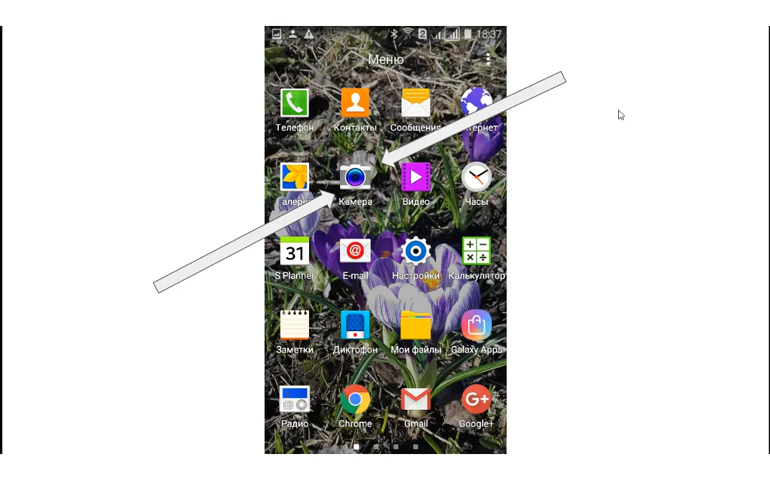 18:37
Меню
Телефон Контакты Сообщения
Камера Видео Часы
31
S Planner E-mail Настройки Калькулятор
Заметки Диктофон Мои файлы Galaxy Apps
Радио Chrome Gmail Google+